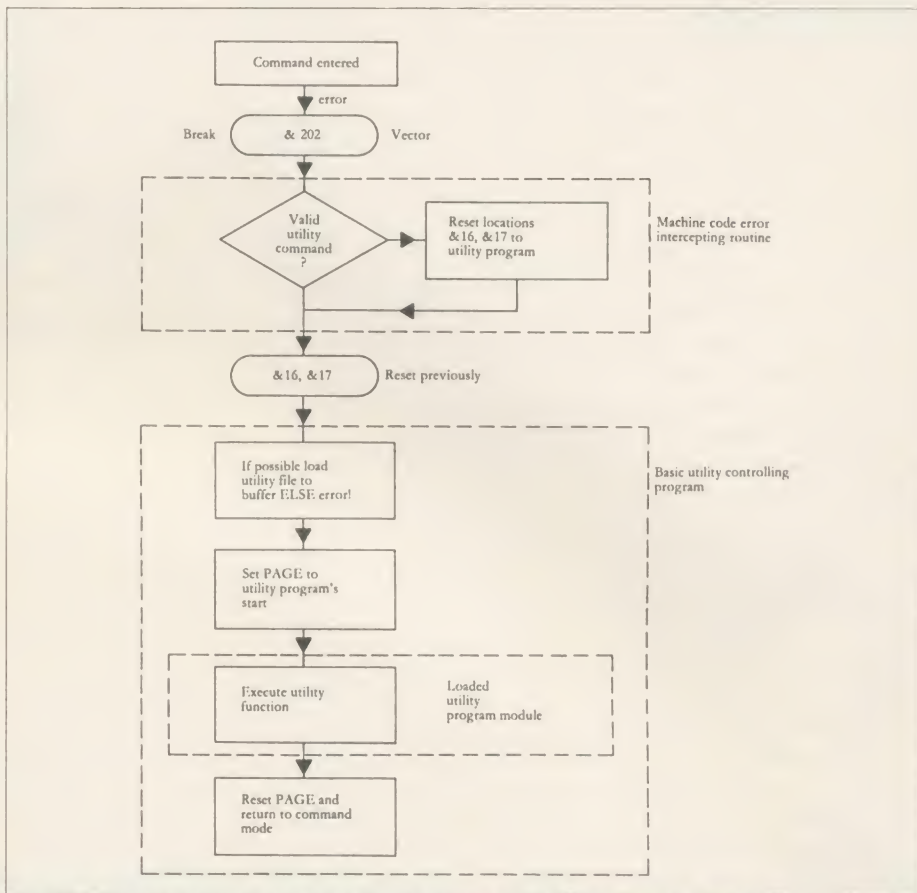 Command entered
error
Break
& 202
Vector
Valid
utility
command
?
Reset locations
&16, &17 to
utility program
Machine code error
intercepting routine
&16, &17
Reset previously
If possible load
utility file to
buffer ELSE error!
Basic utility controlling
program
Set PAGE to
utility program's
start
Execute utility
function
Loaded
utility
program module
Reset PAGE and
return to command
mode